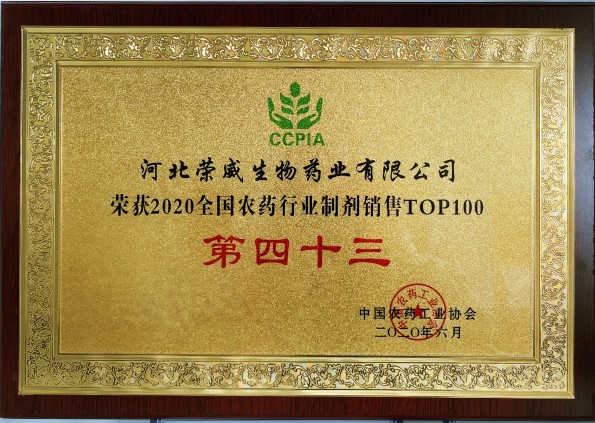 CCPIA
河北荣威生物药业有限公司
荣获2020全国农药行业制剂销售TOP100
第四十三
中国农药工业协会
二〇二〇年六月